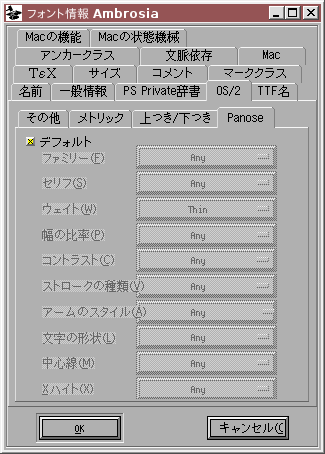 フォント情報 Ambrosia
Macの機能 Macの状態機械
アンカークラス 文脈依存 Mac
TeX サイズ コメント マーククラス
名前 一般情報 PS Private辞書 OS/2 TTF名
その他 メトリック 上つき/下つき Panose
デフォルト
ファミリー(F) Any
セリフ(S) Any
ウェイト(W) Thin
幅の比率(P) Any
コントラスト(C) Any
ストロークの種類(V) Any
アームのスタイル(A) Any
文字の形状(L) Any
中心線(M) Any
Xハイト(X) Any
OK キャンセル(C